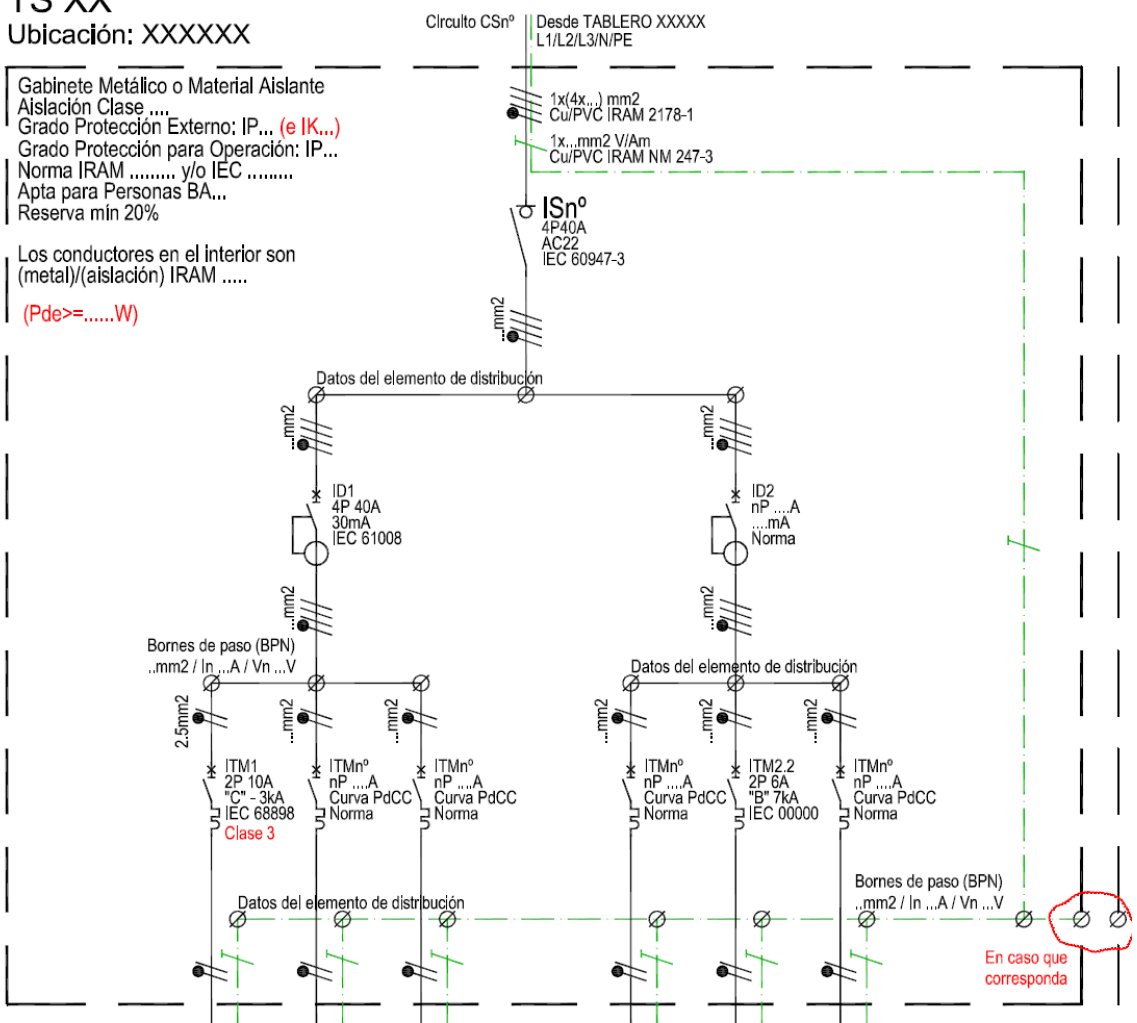 TS XX
Ubicación: XXXXXX
Circulto CSnº
Desde TABLERO XXXXX
L1/L2/L3/N/PE
Gabinete Metálico o Material Aislante
Aislación Clase ....
Grado Protección Externo: IP... (e IK...)
Grado Protección para Operación: IP...
Norma IRAM ......... y/o IEC .........
Apta para Personas BA...
Reserva mín 20%
Los conductores en el interior son
(metal)/(aislación) IRAM .....
(Pde>=......W)
1x(4x...) mm2
Cu/PVC IRAM 2178-1
1x...mm2 V/Am
Cu/PVC IRAM NM 247-3
ISnº
4P40A
AC22
IEC 60947-3
...mm2
Datos del elemento de distribución
...mm2
...mm2
ID1
4P 40A
30mA
IEC 61008
ID2
nP ....A
....mA
Norma
...mm2
...mm2
Bornes de paso (BPN)
..mm2 / In ...A / Vn ...V
Datos del elemento de distribución
2.5mm2
...mm2
...mm2
...mm2
...mm2
...mm2
ITM1
2P 10A
"C" - 3kA
IEC 68898
Clase 3
ITMnº
nP ....A
Curva PdCC
Norma
ITMnº
nP ....A
Curva PdCC
Norma
ITMnº
nP ....A
Curva PdCC
Norma
ITM2.2
2P 6A
"B" 7kA
IEC 00000
ITMnº
nP ....A
Curva PdCC
Norma
Datos del elemento de distribución
Bornes de paso (BPN)
..mm2 / In ...A / Vn ...V
En caso que
corresponda